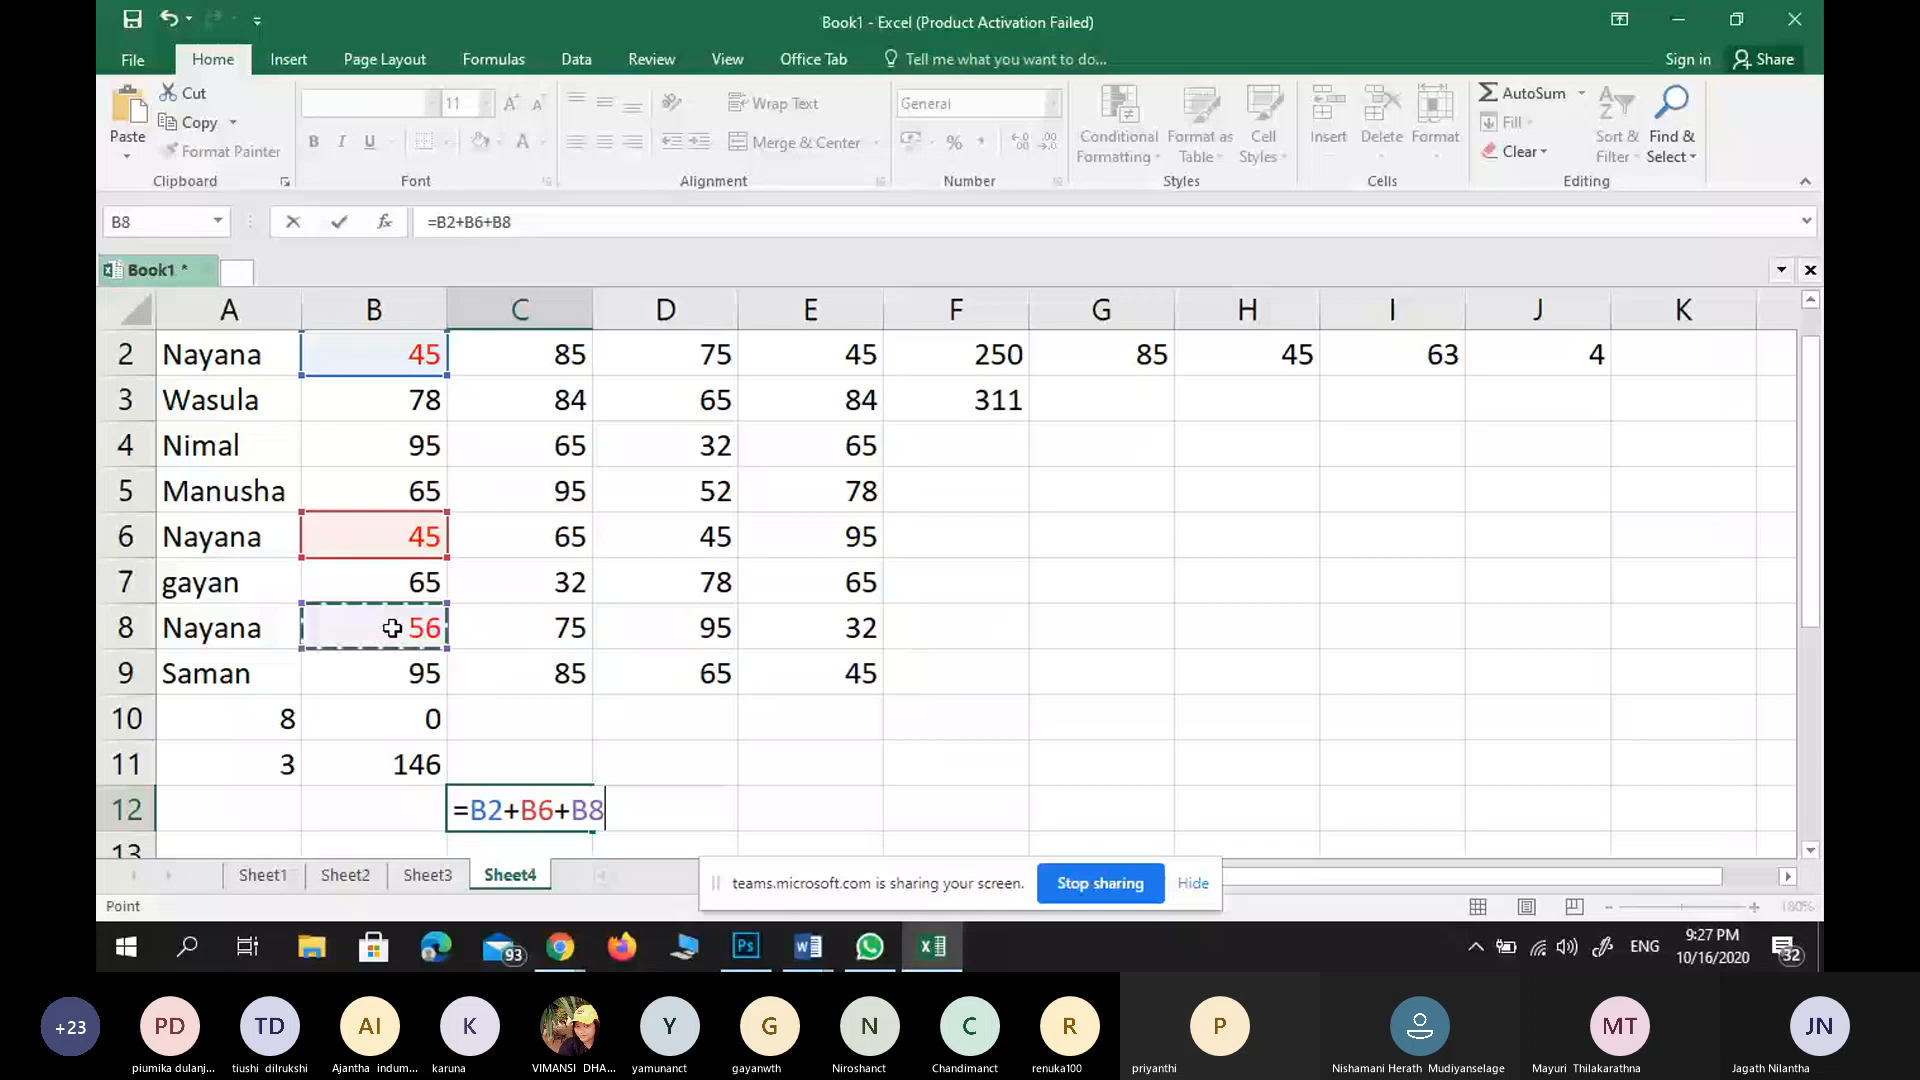 Book1 - Excel (Product Activation Failed)
File Home Insert Page Layout Formulas Data Review View Office Tab Tell me what you want to do... Sign in Share
Paste Cut Copy Format Painter Clipboard
11 B I U Font
Wrap Text Merge & Center Alignment
General % Number
Conditional Formatting Format as Table Cell Styles Styles
Insert Delete Format Cells
AutoSum Fill Clear Sort & Filter Find & Select Editing
B8 fx =B2+B6+B8
Book1 *
A B C D E F G H I J K
2 Nayana 45 85 75 45 250 85 45 63 4
3 Wasula 78 84 65 84 311
4 Nimal 95 65 32 65
5 Manusha 65 95 52 78
6 Nayana 45 65 45 95
7 gayan 65 32 78 65
8 Nayana 56 75 95 32
9 Saman 95 85 65 45
10 8 0
11 3 146
12 =B2+B6+B8
13
Sheet1 Sheet2 Sheet3 Sheet4
teams.microsoft.com is sharing your screen. Stop sharing Hide
Point 180%
93 Ps ENG 9:27 PM 10/16/2020 32
+23 PD TD AI K Y G N C R P MT JN
piumika dulanj... tiushi dilrukshi Ajantha indum... karuna VIMANSI DHA... yamunanct gayanwth Niroshanct Chandimanct renuka100 priyanthi Nishamani Herath Mudiyanselage Mayuri Thilakarathna Jagath Nilantha